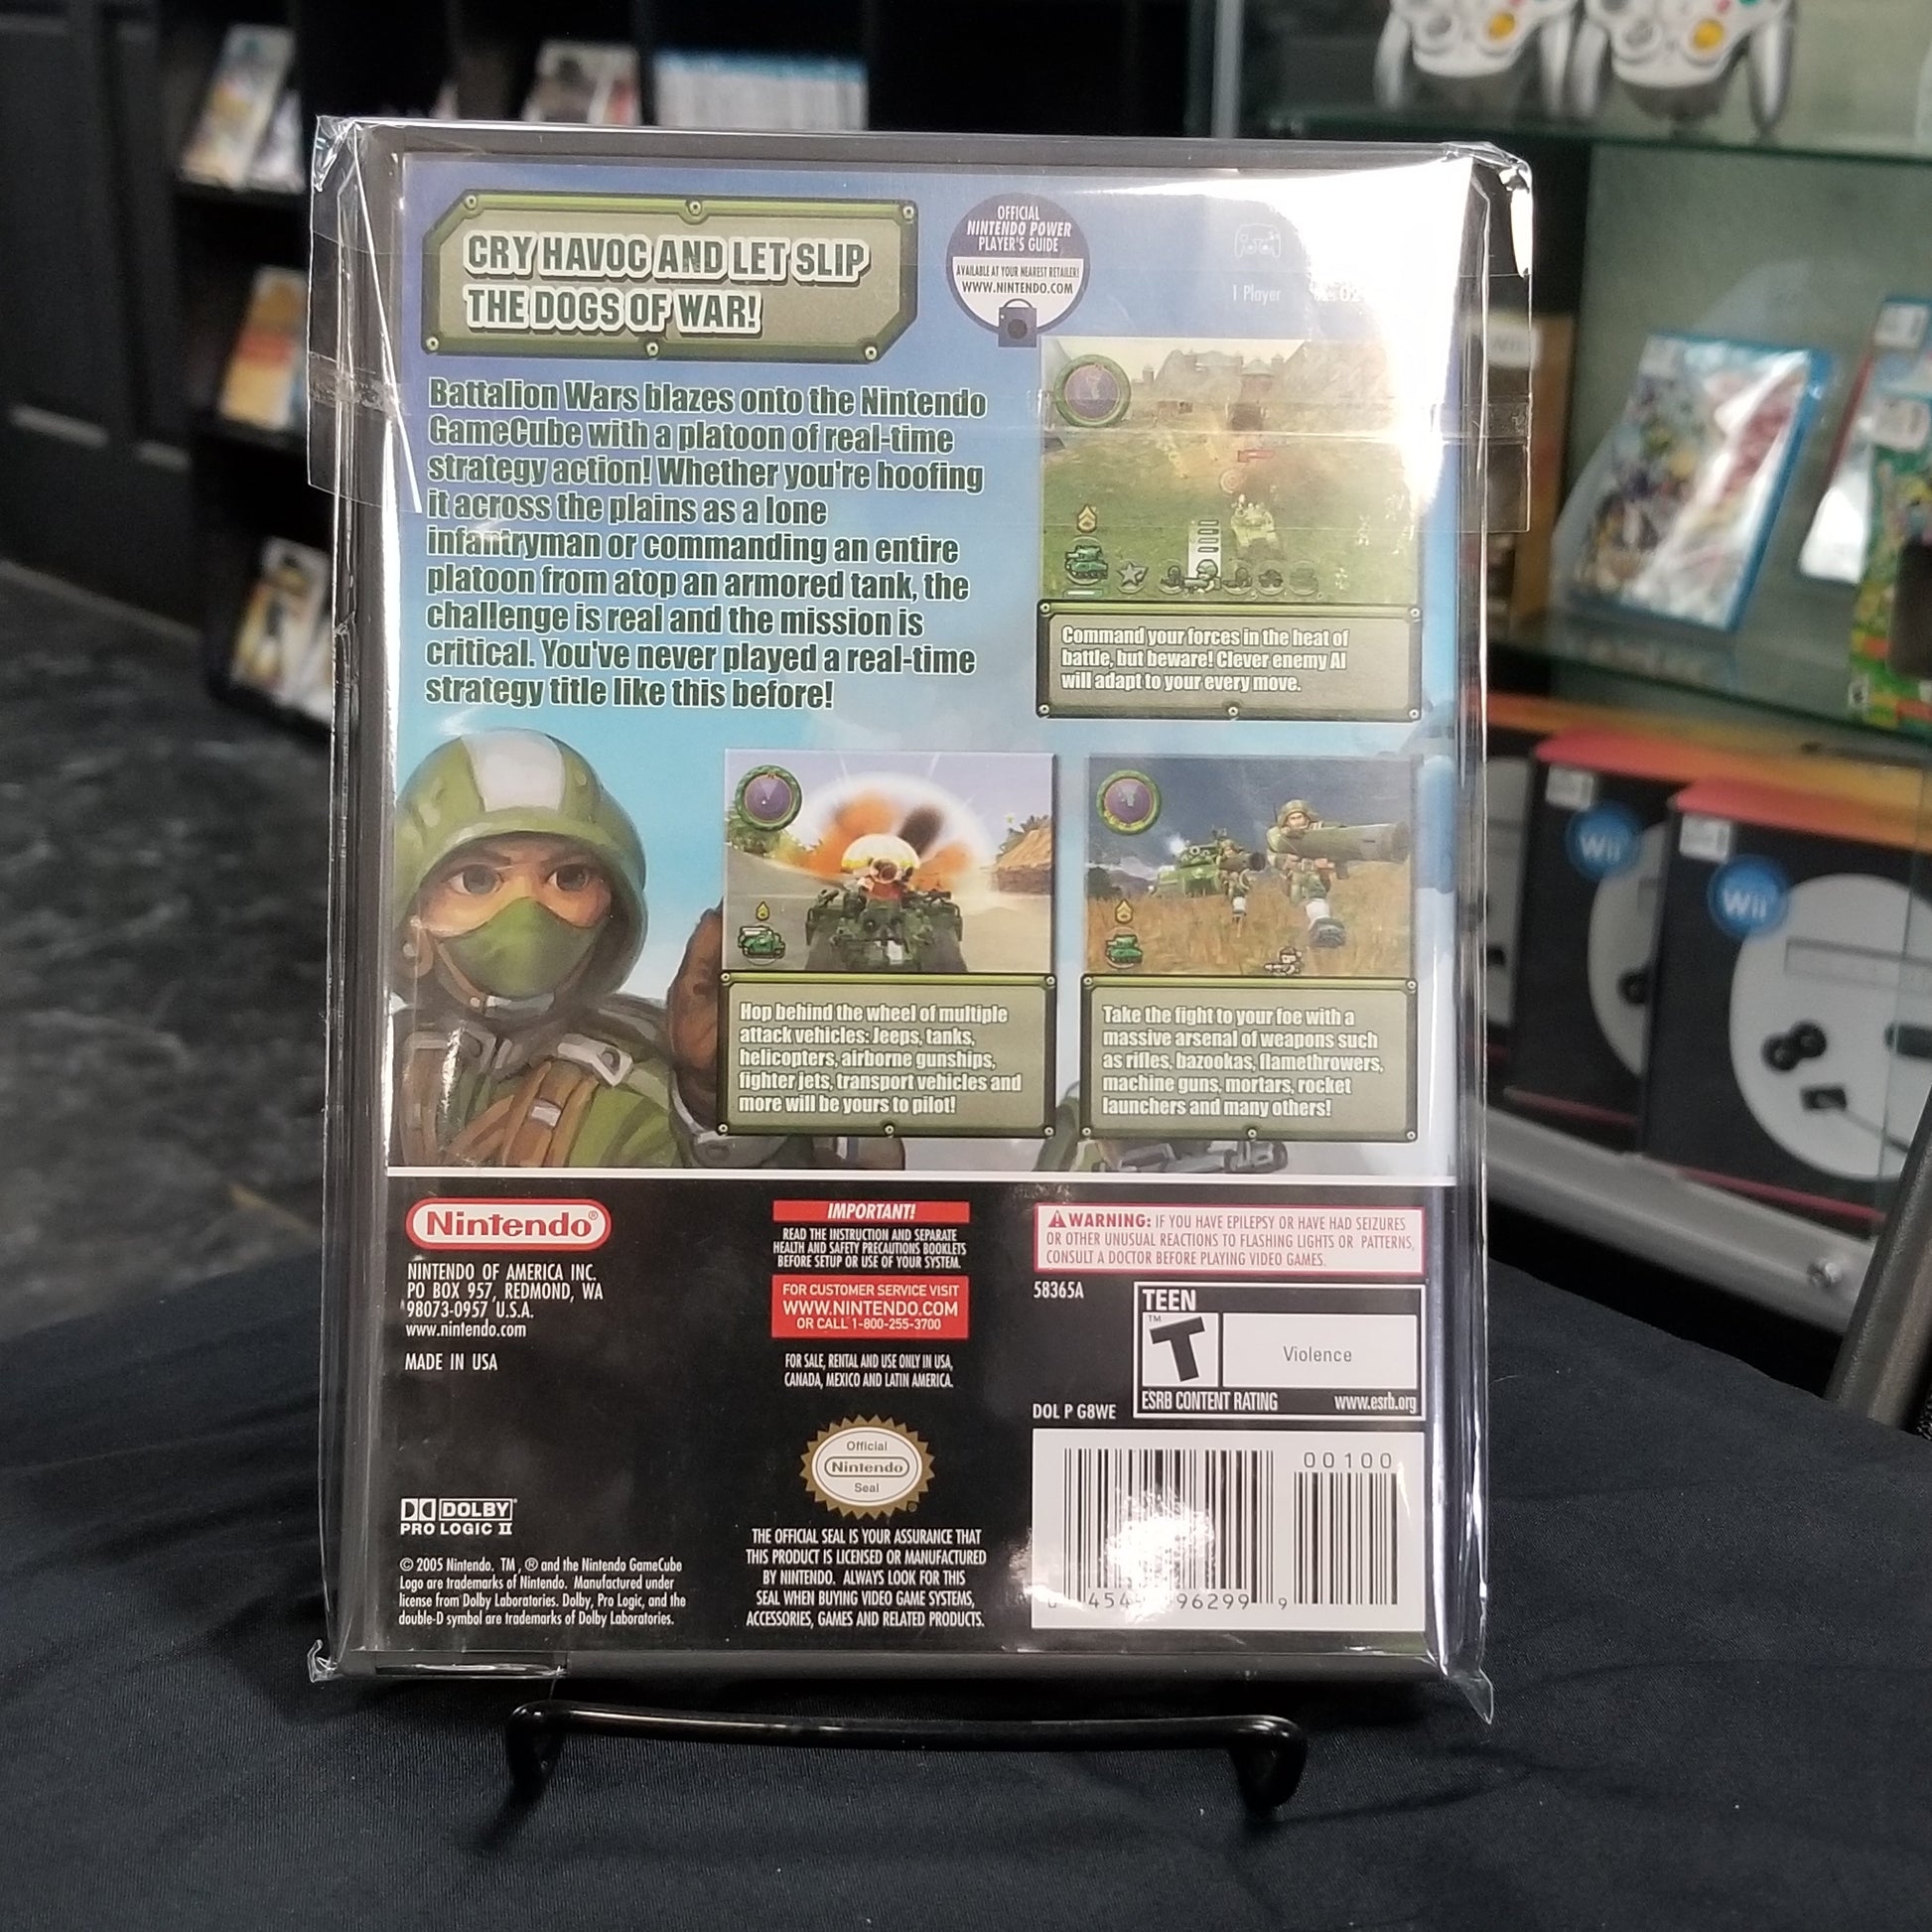 CRY HAVOC AND LET SLIP
THE DOGS OF WAR!
OFFICIAL
NINTENDO POWER
PLAYER'S GUIDE
AVAILABLE AT YOUR NEAREST RETAILER!
WWW.NINTENDO.COM
1 Player
Battalion Wars blazes onto the Nintendo
GameCube with a platoon of real-time
strategy action! Whether you're hoofing
it across the plains as a lone
infantryman or commanding an entire
platoon from atop an armored tank, the
challenge is real and the mission is
critical. You've never played a real-time
strategy title like this before!
Command your forces in the heat of
battle, but beware! Clever enemy AI
will adapt to your every move.
Hop behind the wheel of multiple
attack vehicles: Jeeps, tanks,
helicopters, airborne gunships,
fighter jets, transport vehicles and
more will be yours to pilot!
Take the fight to your foe with a
massive arsenal of weapons such
as rifles, bazookas, flamethrowers,
machine guns, mortars, rocket
launchers and many others!
Wii
Wii
Nintendo®
NINTENDO OF AMERICA INC.
PO BOX 957, REDMOND, WA
98073-0957 U.S.A.
www.nintendo.com
MADE IN USA
IMPORTANT!
READ THE INSTRUCTION AND SEPARATE
HEALTH AND SAFETY PRECAUTIONS BOOKLETS
BEFORE SETUP OR USE OF YOUR SYSTEM.
FOR CUSTOMER SERVICE VISIT
WWW.NINTENDO.COM
OR CALL 1-800-255-3700
FOR SALE, RENTAL AND USE ONLY IN USA,
CANADA, MEXICO AND LATIN AMERICA.
WARNING: IF YOU HAVE EPILEPSY OR HAVE HAD SEIZURES
OR OTHER UNUSUAL REACTIONS TO FLASHING LIGHTS OR PATTERNS,
CONSULT A DOCTOR BEFORE PLAYING VIDEO GAMES.
58365A
TEEN
T™
Violence
ESRB CONTENT RATING www.esrb.org
DOL P G8WE
Official
Nintendo
Seal
THE OFFICIAL SEAL IS YOUR ASSURANCE THAT
THIS PRODUCT IS LICENSED OR MANUFACTURED
BY NINTENDO. ALWAYS LOOK FOR THIS
SEAL WHEN BUYING VIDEO GAME SYSTEMS,
ACCESSORIES, GAMES AND RELATED PRODUCTS.
DOLBY®
PRO LOGIC II
© 2005 Nintendo. TM, ® and the Nintendo GameCube
Logo are trademarks of Nintendo. Manufactured under
license from Dolby Laboratories. Dolby, Pro Logic, and the
double-D symbol are trademarks of Dolby Laboratories.
00100
96299 9